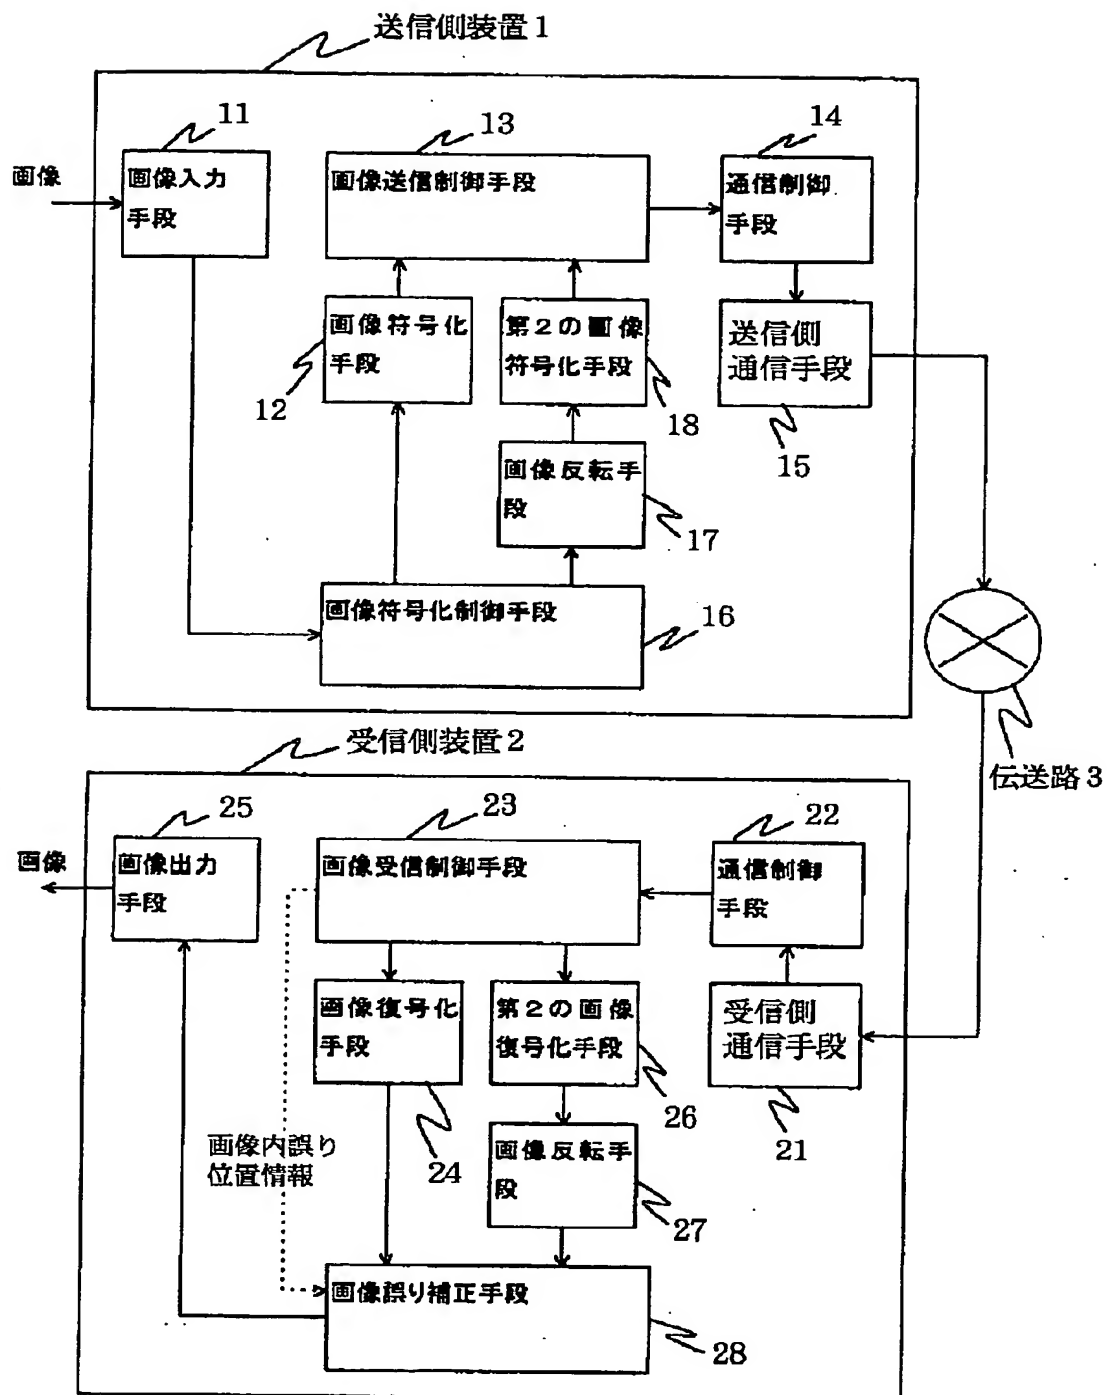 送信側装置1
11
13
14
画像
画像入力
手段
画像送信制御手段
通信制御
手段
画像符号化
手段
第2の画像
符号化手段
送信側
通信手段
12
18
15
画像反転手
段
17
画像符号化制御手段
16
受信側装置2
伝送路3
25
23
22
画像
画像出力
手段
画像受信制御手段
通信制御
手段
画像復号化
手段
第2の画像
復号化手段
受信側
通信手段
24
26
21
画像内誤り
位置情報
画像反転手
段
27
画像誤り補正手段
28